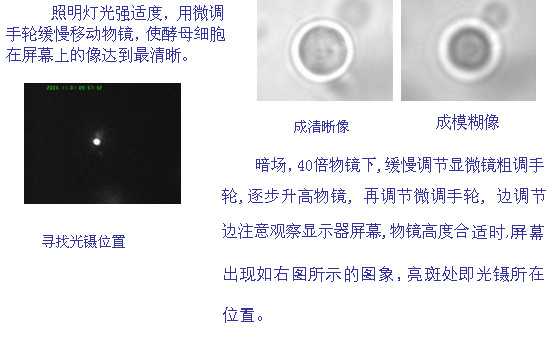 照明灯光强适度，用微调
手轮缓慢移动物镜，使酵母细胞
在屏幕上的像达到最清晰。
2003.11.01 09:57:02
成清晰像
成模糊像
寻找光镊位置
暗场，40倍物镜下,缓慢调节显微镜粗调手
轮,逐步升高物镜，再调节微调手轮，边调节
边注意观察显示器屏幕,物镜高度合适时,屏幕
出现如右图所示的图象，亮斑处即光镊所在
位置。